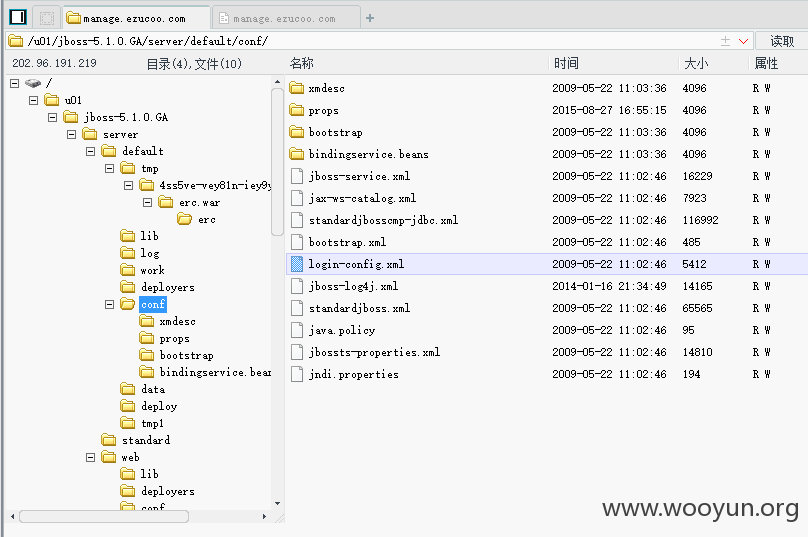 manage.ezucoo.com
manage.ezucoo.com
/u01/jboss-5.1.0.GA/server/default/conf/
读取
202.96.191.219
目录(4),文件(10)
名称 时间 大小 属性
/
u01
jboss-5.1.0.GA
server
default
tmp
4ss5ve-vey81n-iey9y
erc.war
erc
lib
log
work
deployers
conf
xmdesc
props
bootstrap
bindingservice.bean
data
deploy
tmp1
standard
web
lib
deployers
conf
xmdesc 2009-05-22 11:03:36 4096 R W
props 2015-08-27 16:55:15 4096 R W
bootstrap 2009-05-22 11:03:36 4096 R W
bindingservice.beans 2009-05-22 11:03:36 4096 R W
jboss-service.xml 2009-05-22 11:02:46 16229 R W
jax-ws-catalog.xml 2009-05-22 11:02:46 7923 R W
standardjbosscmp-jdbc.xml 2009-05-22 11:02:46 116992 R W
bootstrap.xml 2009-05-22 11:02:46 485 R W
login-config.xml 2009-05-22 11:02:46 5412 R W
jboss-log4j.xml 2014-01-16 21:34:49 14165 R W
standardjboss.xml 2009-05-22 11:02:46 65565 R W
java.policy 2009-05-22 11:02:46 95 R W
jbossts-properties.xml 2009-05-22 11:02:46 14810 R W
jndi.properties 2009-05-22 11:02:46 194 R W
www.wooyun.org